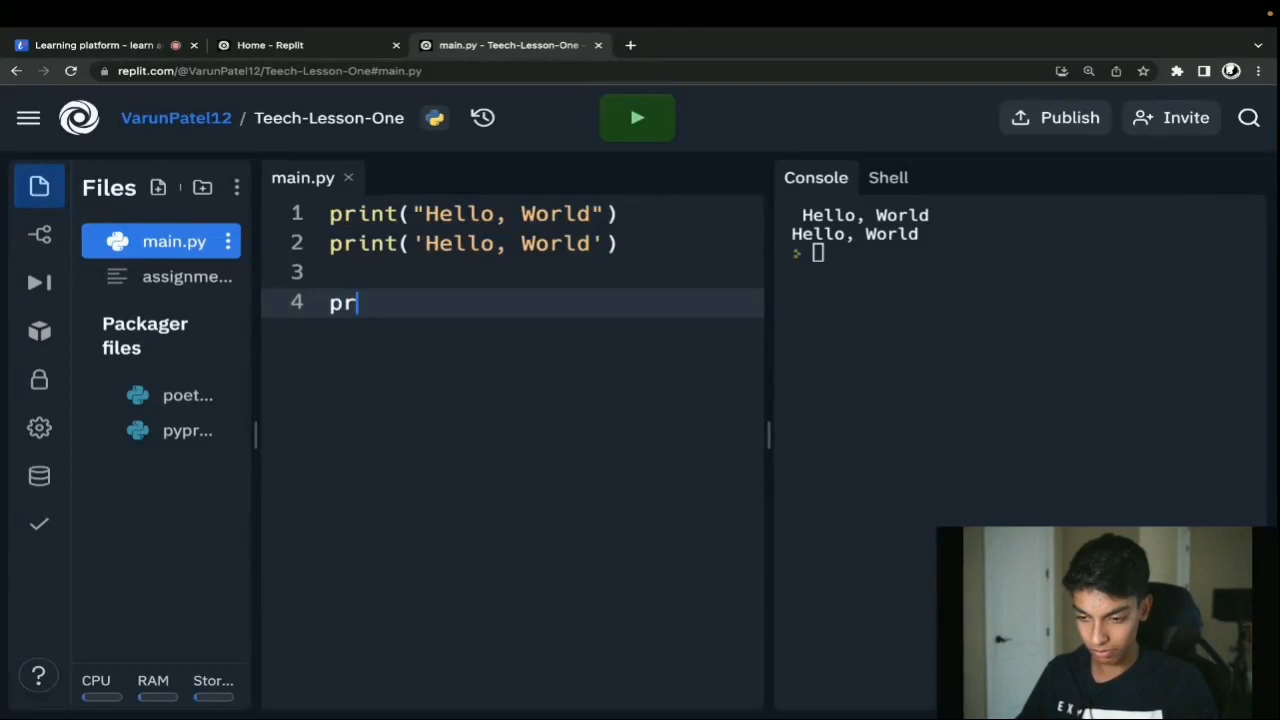 Learning platform - learn a
Home - Replit
main.py - Teech-Lesson-One -
replit.com/@VarunPatel12/Teech-Lesson-One#main.py
VarunPatel12 / Teech-Lesson-One
Publish
Invite
Files
main.py
assignme...
Packager
files
poet...
pypr...
CPU
RAM
Stor...
main.py
1 print("Hello, World")
2 print('Hello, World')
3
4 pr
Console
Shell
Hello, World
Hello, World